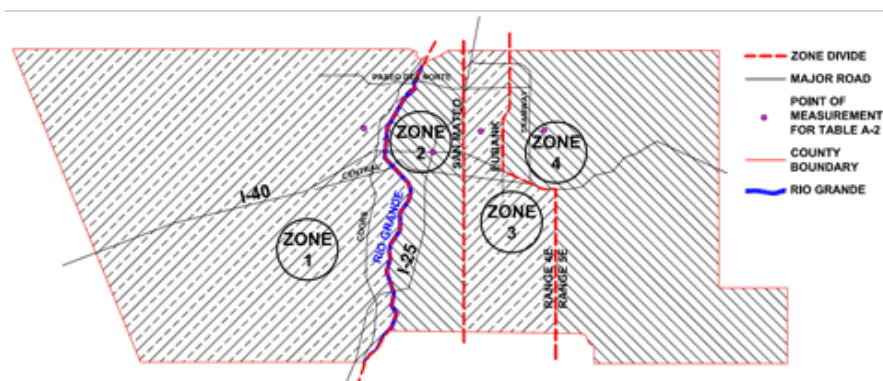 PASEO DEL NORTE
ZONE
2
SAN MATEO
EUBANK
TRAMWAY
ZONE
4
CENTRAL
I-40
ZONE
1
COORS
RIO GRANDE
I-25
ZONE
3
RANGE 4E
RANGE 5E
ZONE DIVIDE
MAJOR ROAD
POINT OF
MEASUREMENT
FOR TABLE A-2
COUNTY
BOUNDARY
RIO GRANDE